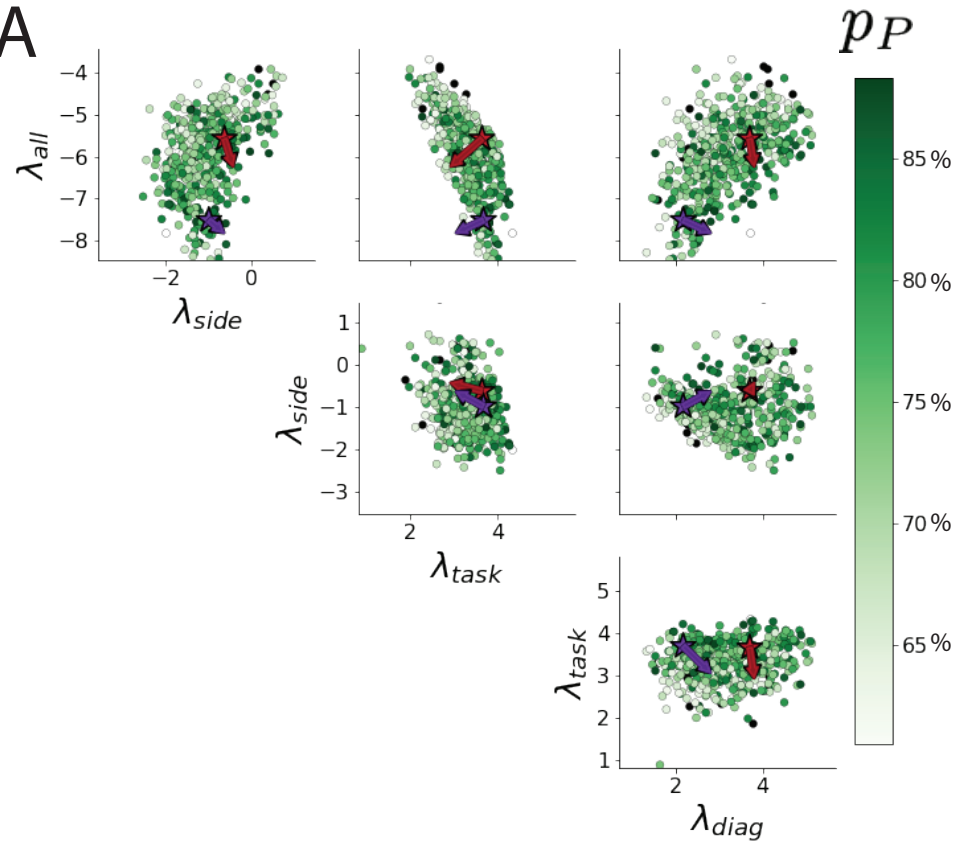 A
p_P
−4
−5
−6
−7
−8
λ_all
−2 0
λ_side
1
0
−1
−2
−3
λ_side
2 4
λ_task
5
4
3
2
1
λ_task
2 4
λ_diag
85%
80%
75%
70%
65%